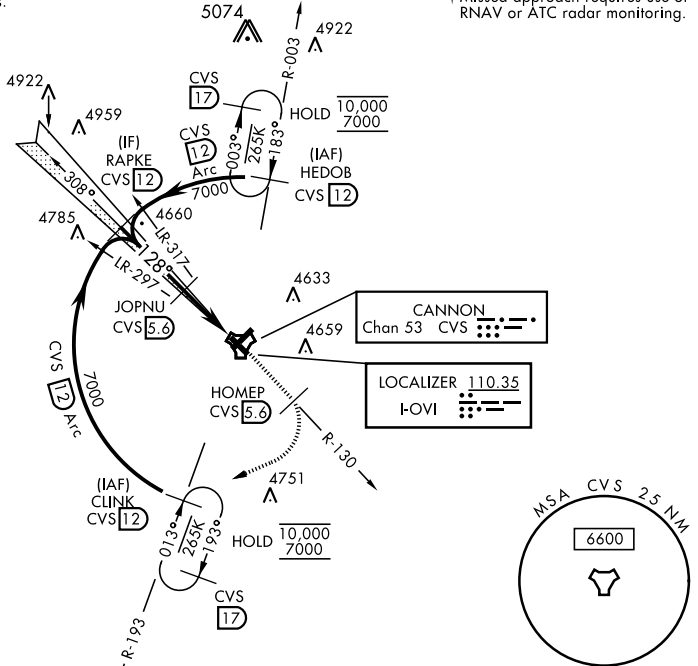 s.
Missed approach requires use of
RNAV or ATC radar monitoring.
5074
4922
R-003
4922
4959
CVS
17
HOLD 10,000
7000
003°
265K
183°
(IF)
RAPKE
CVS 12
CVS
12
Arc
7000
(IAF)
HEDOB
CVS 12
308°
4785
4660
LR-317
128°
LR-297
JOPNU
CVS 5.6
4633
4659
CANNON
Chan 53 CVS
LOCALIZER 110.35
I-OVI
CVS 12 Arc
7000
HOMEP
CVS 5.6
R-130
4751
(IAF)
CLINK
CVS 12
013°
265K
193°
HOLD 10,000
7000
CVS
17
R-193
MSA CVS 25 NM
6600